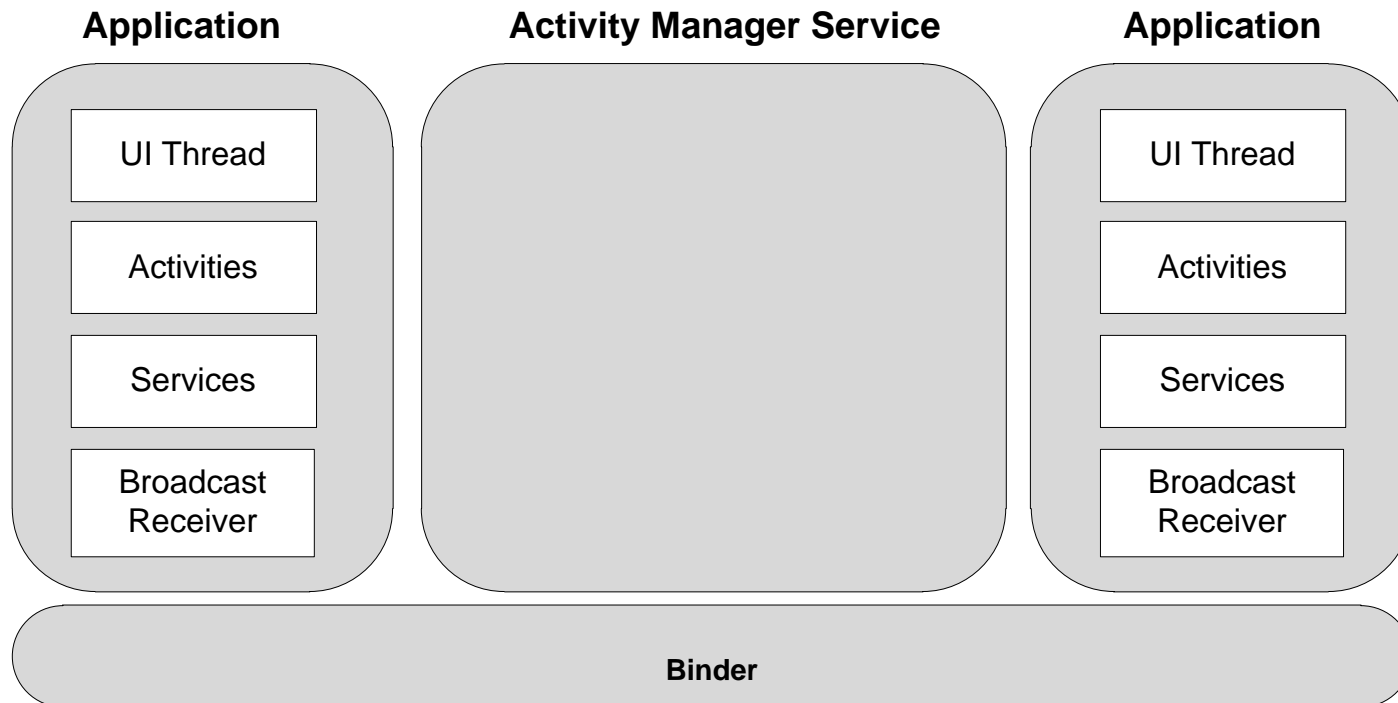 Application
Activity Manager Service
Application
UI Thread
Activities
Services
Broadcast
Receiver
UI Thread
Activities
Services
Broadcast
Receiver
Binder